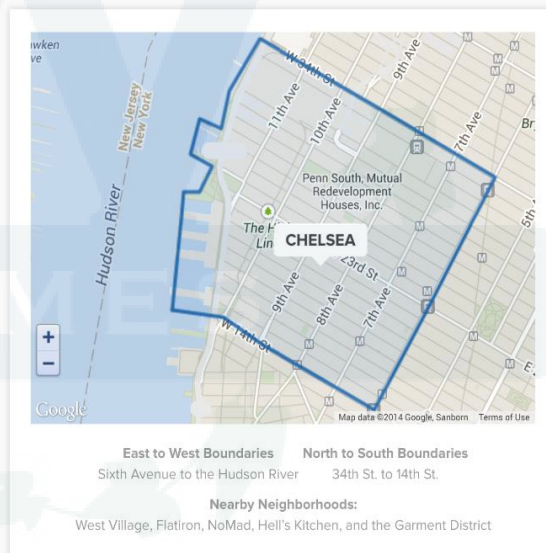 awken
ve
W 34th St
9th Ave
11th Ave
10th Ave
7th Ave
Br
New Jersey
New York
Penn South, Mutual
Redevelopment
Houses, Inc.
5th A
Hudson River
The H
Lin
CHELSEA
23rd St
9th Ave
8th Ave
7th Ave
W 14th St
E
+
−
Google
Map data ©2014 Google, Sanborn Terms of Use
East to West Boundaries North to South Boundaries
Sixth Avenue to the Hudson River 34th St. to 14th St.
Nearby Neighborhoods:
West Village, Flatiron, NoMad, Hell's Kitchen, and the Garment District